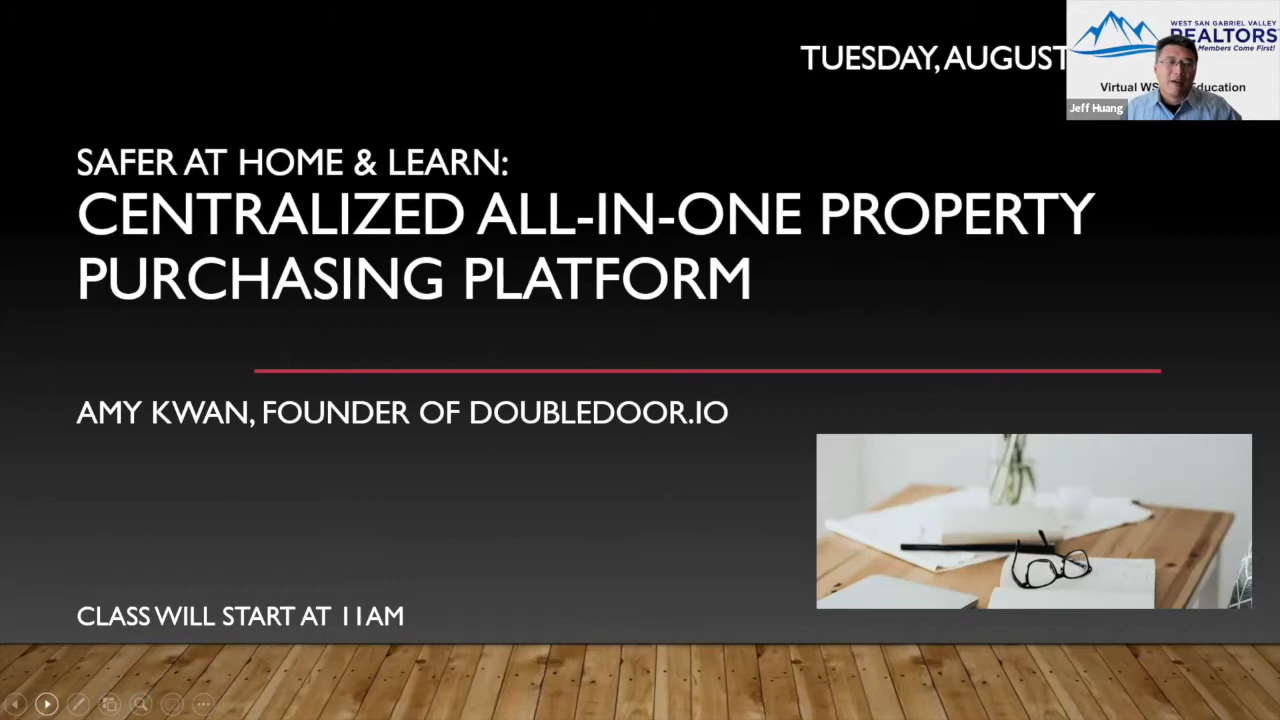 TUESDAY, AUGUST
WEST SAN GABRIEL VALLEY
REALTORS
Members Come First!
Virtual Education
Jeff Huang
SAFER AT HOME & LEARN:
CENTRALIZED ALL-IN-ONE PROPERTY
PURCHASING PLATFORM
AMY KWAN, FOUNDER OF DOUBLEDOOR.IO
CLASS WILL START AT 11AM